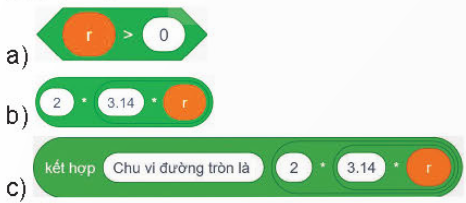 a) r > 0
b) 2 * 3.14 * r
c) kết hợp Chu vi đường tròn là 2 * 3.14 * r